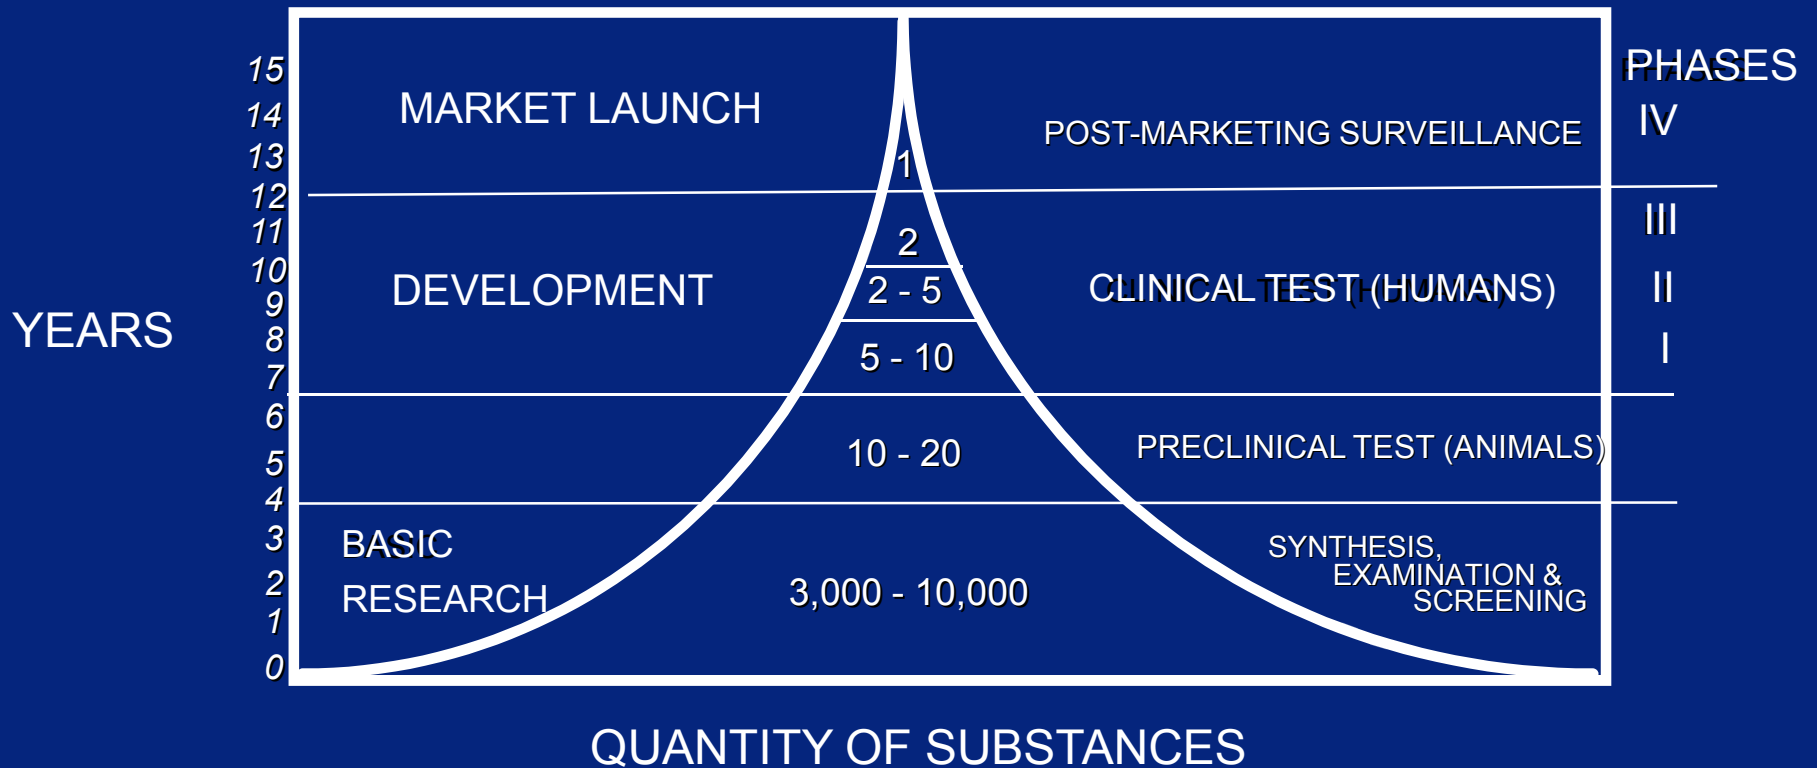 15
PHASES
MARKET LAUNCH
14
POST-MARKETING SURVEILLANCE
IV
13
1
12
11
2
III
10
DEVELOPMENT
2 - 5
CLINICAL TEST (HUMANS)
II
9
YEARS
8
5 - 10
I
7
6
10 - 20
PRECLINICAL TEST (ANIMALS)
5
4
3
BASIC
SYNTHESIS,
EXAMINATION &
SCREENING
2
RESEARCH
3,000 - 10,000
1
0
QUANTITY OF SUBSTANCES